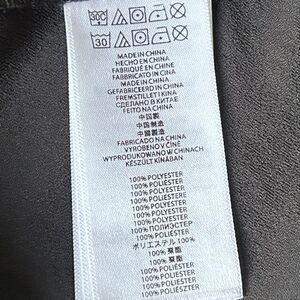 30
MADE IN CHINA
HECHO EN CHINA
FABRIQUÉ EN CHINE
FABBRICATO IN CINA
MADE IN CHINA
GEFABRICEERD IN CHINA
FREMSTILLET I KINA
СДЕЛАНО В КИТАЕ
FEITO NA CHINA
中国製
中国制造
中國製造
FABRICADO NA CHINA
VYROBENO V ČÍNĚ
WYPRODUKOWANO W CHINACH
KÉSZÜLT KÍNÁBAN
100% POLYESTER
100% POLIÉSTER
100% POLYESTER
100% POLIESTERE
100% POLYESTER
100% POLYESTER
100% POLYESTER
100% ПОЛИЭСТЕР
100% POLIÉSTER
ポリエステル 100%
100% 聚酯
100% 聚酯
100% POLIÉSTER
100% POLYESTER
100% POLIESTER
100% POLIÉSZTER